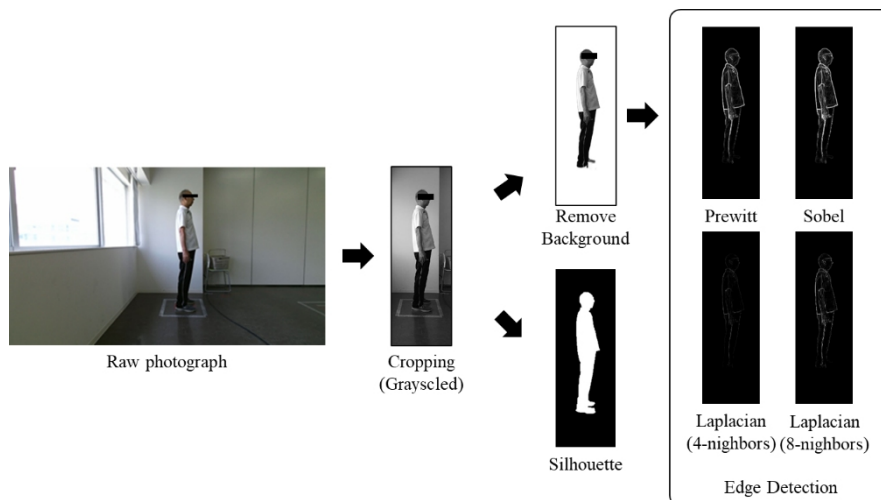 Raw photograph
Cropping
(Grayscled)
Remove
Background
Silhouette
Prewitt
Sobel
Laplacian
(4-nighbors)
Laplacian
(8-nighbors)
Edge Detection